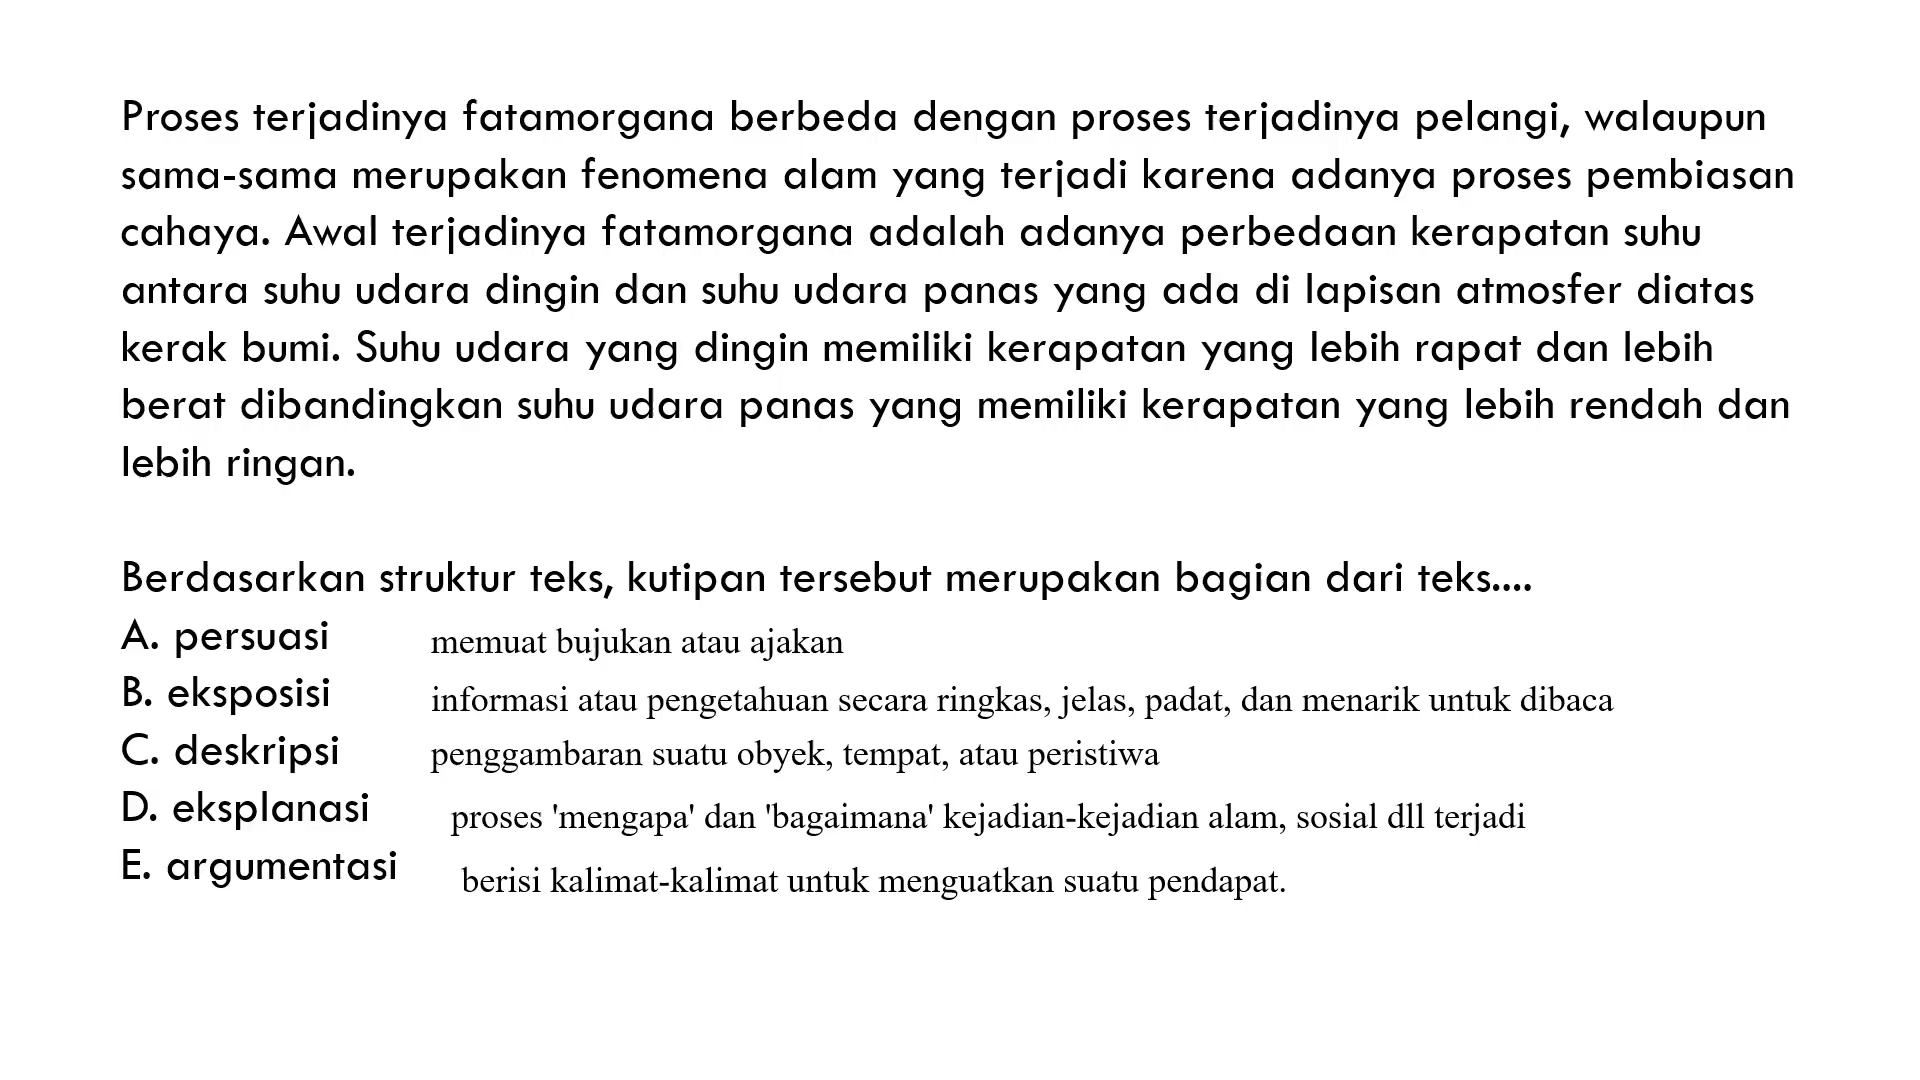 Proses terjadinya fatamorgana berbeda dengan proses terjadinya pelangi, walaupun
sama-sama merupakan fenomena alam yang terjadi karena adanya proses pembiasan
cahaya. Awal terjadinya fatamorgana adalah adanya perbedaan kerapatan suhu
antara suhu udara dingin dan suhu udara panas yang ada di lapisan atmosfer diatas
kerak bumi. Suhu udara yang dingin memiliki kerapatan yang lebih rapat dan lebih
berat dibandingkan suhu udara panas yang memiliki kerapatan yang lebih rendah dan
lebih ringan.
Berdasarkan struktur teks, kutipan tersebut merupakan bagian dari teks....
A. persuasi memuat bujukan atau ajakan
B. eksposisi informasi atau pengetahuan secara ringkas, jelas, padat, dan menarik untuk dibaca
C. deskripsi penggambaran suatu obyek, tempat, atau peristiwa
D. eksplanasi proses 'mengapa' dan 'bagaimana' kejadian-kejadian alam, sosial dll terjadi
E. argumentasi berisi kalimat-kalimat untuk menguatkan suatu pendapat.